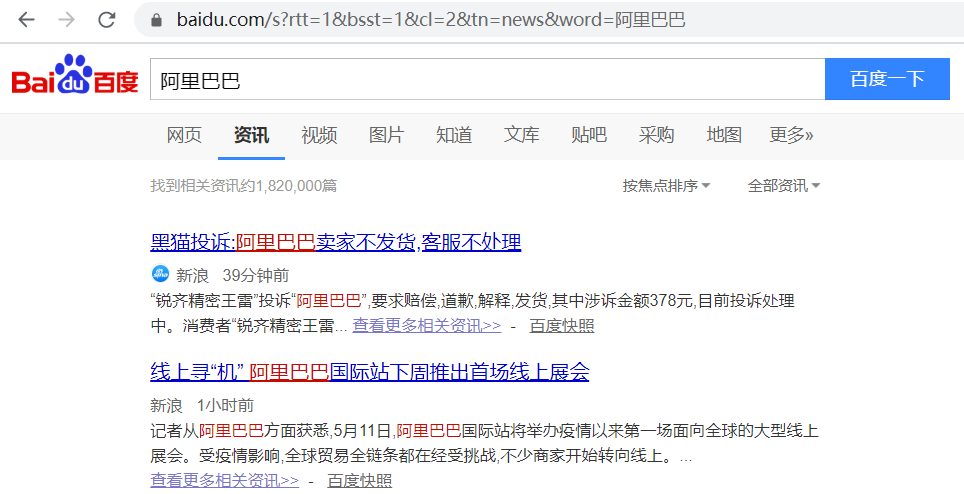 baidu.com/s?rtt=1&bsst=1&cl=2&tn=news&word=阿里巴巴
Bai du 百度 阿里巴巴 百度一下
网页 资讯 视频 图片 知道 文库 贴吧 采购 地图 更多»
找到相关资讯约1,820,000篇 按焦点排序 全部资讯
黑猫投诉:阿里巴巴卖家不发货,客服不处理
sina 新浪 39分钟前
“锐齐精密王雷”投诉“阿里巴巴”,要求赔偿,道歉,解释,发货,其中涉诉金额378元,目前投诉处理
中。消费者“锐齐精密王雷... 查看更多相关资讯>> - 百度快照
线上寻“机” 阿里巴巴国际站下周推出首场线上展会
新浪 1小时前
记者从阿里巴巴方面获悉,5月11日,阿里巴巴国际站将举办疫情以来第一场面向全球的大型线上
展会。受疫情影响,全球贸易全链条都在经受挑战,不少商家开始转向线上。...
查看更多相关资讯>> - 百度快照